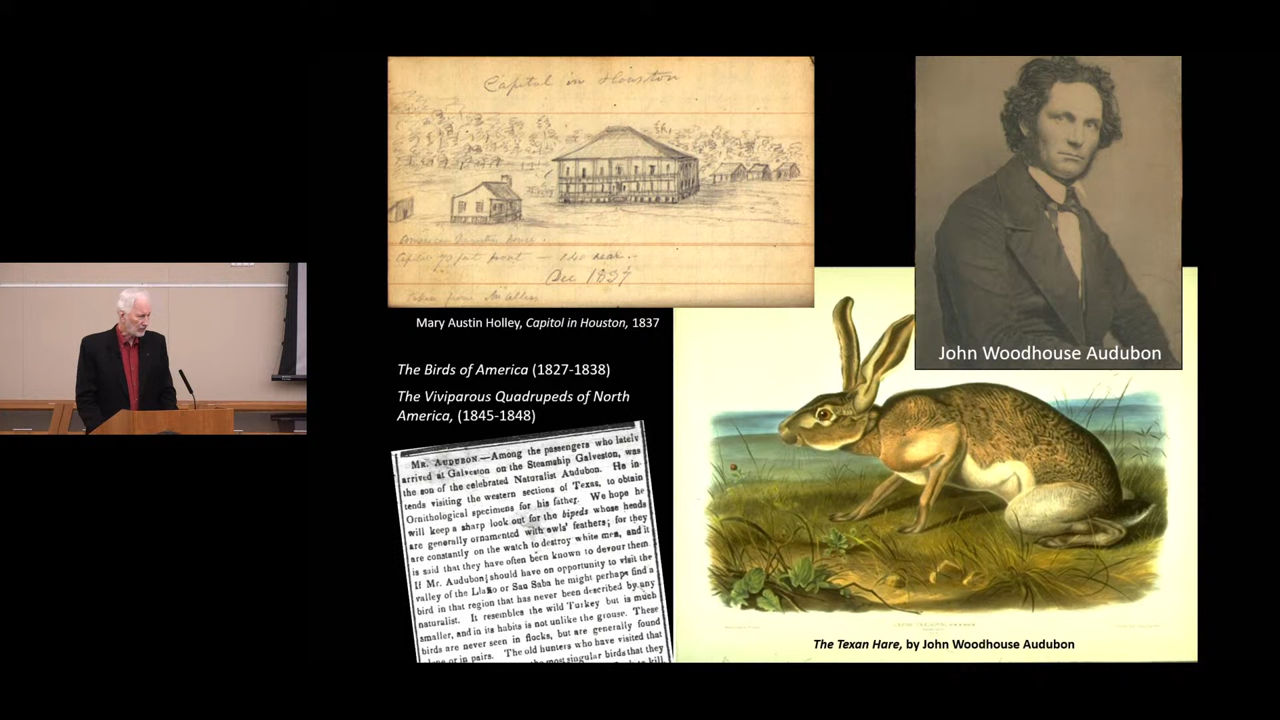 Capitol in Houston
Dec 1837
Mary Austin Holley, Capitol in Houston, 1837
John Woodhouse Audubon
The Birds of America (1827-1838)
The Viviparous Quadrupeds of North
America, (1845-1848)
MR. AUDUBON.—Among the passengers who lately
arrived at Galveston on the Steamship Galveston, was
the son of the celebrated Naturalist Audubon. He in-
tends visiting the western sections of Texas, to obtain
Ornithological specimens for his father. We hope he
will keep a sharp look out for the bipeds whose heads
are generally ornamented with owls' feathers; for they
are constantly on the watch to destroy white men, and it
is said that they have often been known to devour them
If Mr. Audubon should have an opportunity to visit the
valley of the Llano or San Saba he might perhaps find a
bird in that region that has never been described by any
naturalist. It resembles the wild Turkey but is much
smaller, and in its habits is not unlike the grouse. These
birds are never seen in flocks, but are generally found
or in pairs. The old hunters who have visited that
most singular birds that they
The Texan Hare, by John Woodhouse Audubon